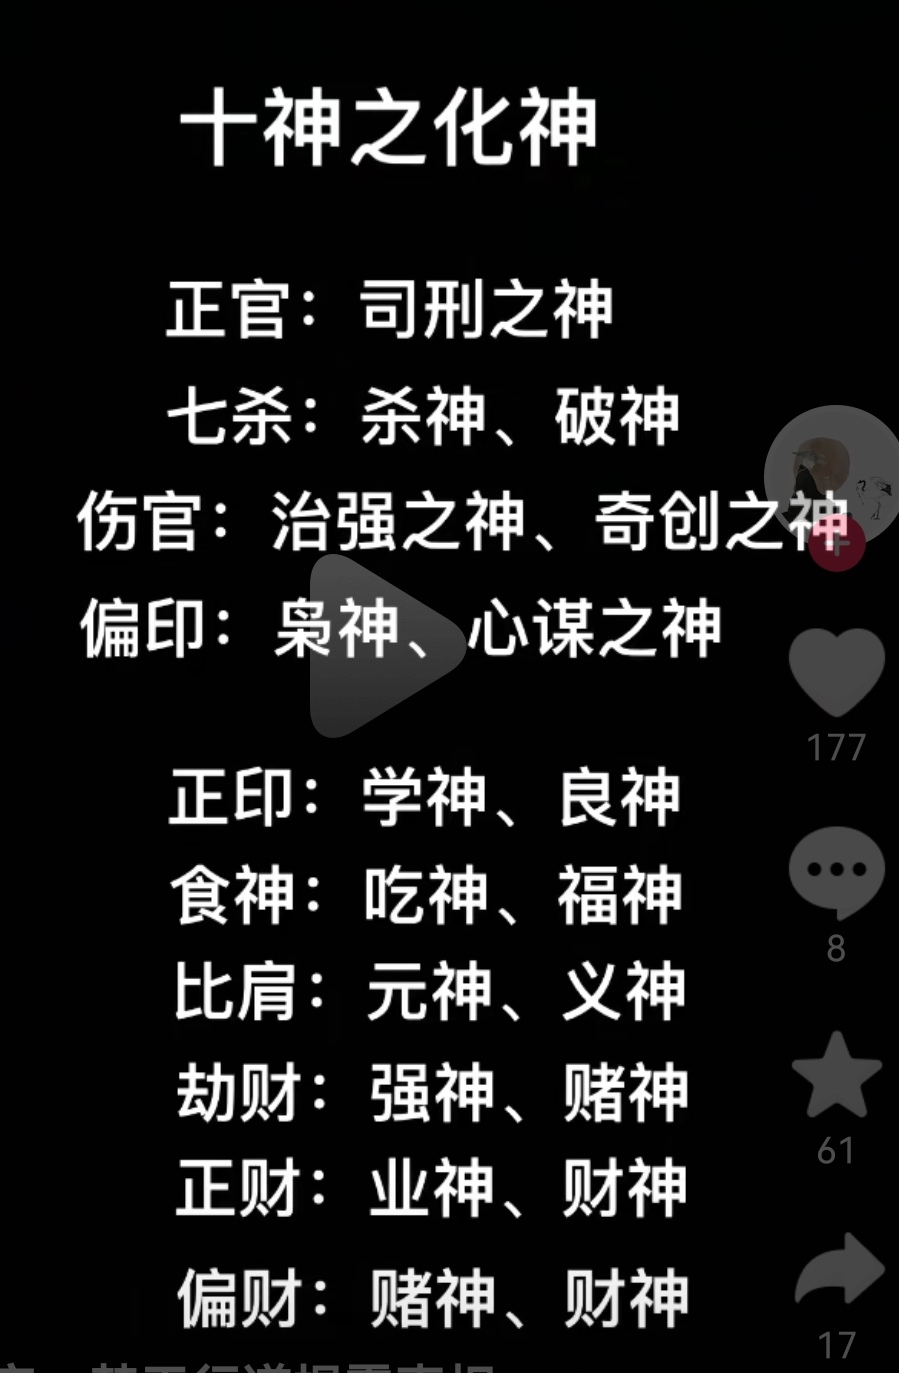 十神之化神
正官：司刑之神
七杀：杀神、破神
伤官：治强之神、奇创之神
偏印：枭神、心谋之神
正印：学神、良神
177
食神：吃神、福神
8
比肩：元神、义神
劫财：强神、赌神
61
正财：业神、财神
偏财：赌神、财神
17